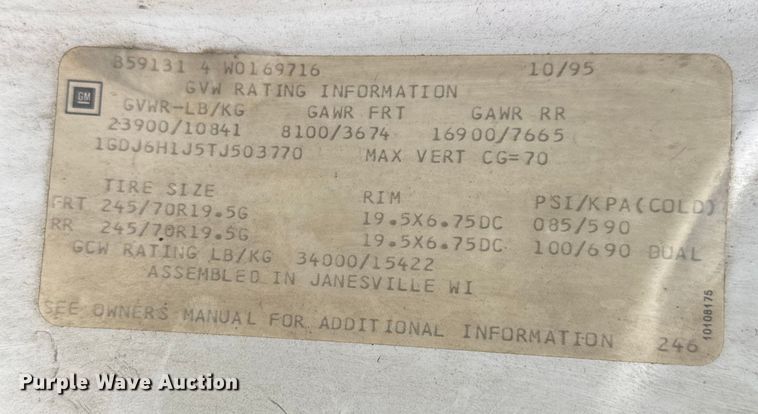 859131 4 W0169716 10/95
GM
GVW RATING INFORMATION
GVWR-LB/KG GAWR FRT GAWR RR
23900/10841 8100/3674 16900/7665
1GDJ6H1J5TJ503770 MAX VERT CG=70
TIRE SIZE RIM PSI/KPA(COLD)
FRT 245/70R19.5G 19.5X6.75DC 085/590
RR 245/70R19.5G 19.5X6.75DC 100/690 DUAL
GCW RATING LB/KG 34000/15422
ASSEMBLED IN JANESVILLE WI
SEE OWNERS MANUAL FOR ADDITIONAL INFORMATION 246
10108175
Purple Wave Auction